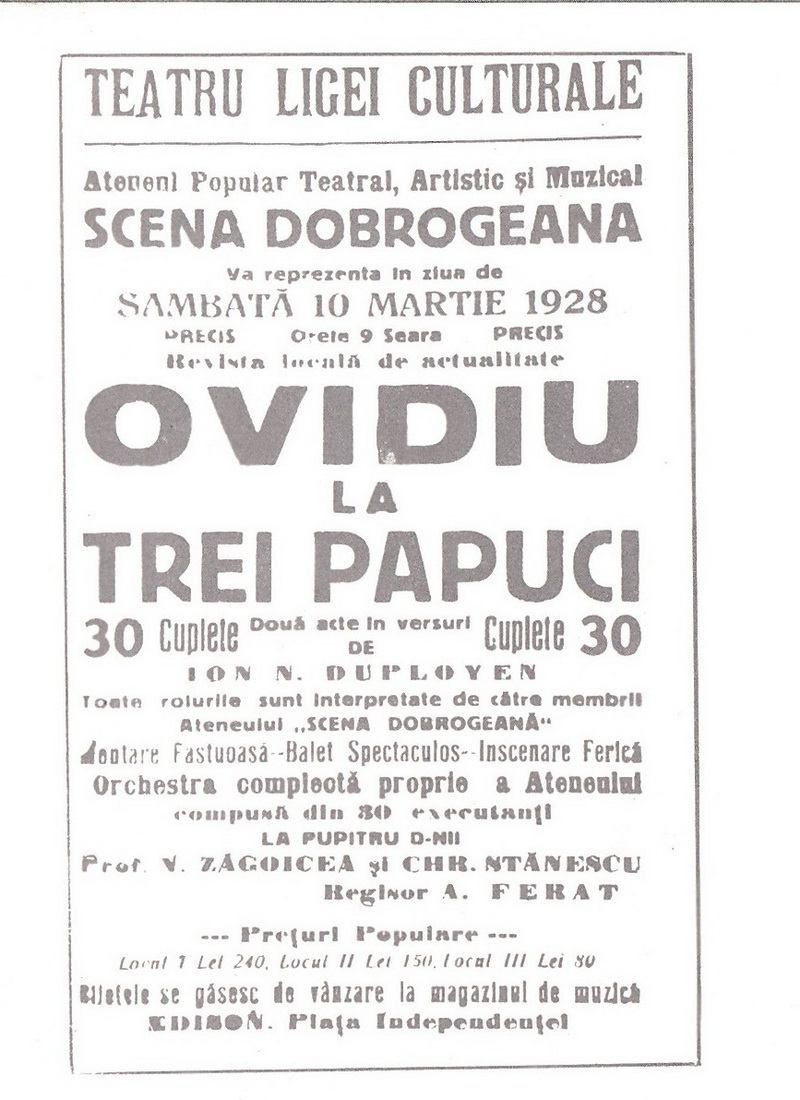 TEATRU LIGEI CULTURALE
Ateneul Popular Teatral, Artistic și Muzical
SCENA DOBROGEANA
Va reprezenta in ziua de
SAMBATĂ 10 MARTIE 1928
PRECIS Orele 9 Seara PRECIS
Revista locală de actualitate
OVIDIU
LA
TREI PAPUCI
30 Cuplete Două acte in versuri Cuplete 30
DE
ION N. DUPLOYEN
Toate rolurile sunt interpretate de către membrii
Ateneului „SCENA DOBROGEANĂ“
Montare Fastuoasă--Balet Spectaculos--Inscenare Ferică
Orchestra complectă proprie a Ateneului
compusă din 30 executanți
LA PUPITRU D-NII
Prof. V. ZĂGOICEA și CHR. STĂNESCU
Regisor A. FERAT
--- Prețuri Populare ---
Locul I Lei 240, Locul II Lei 150, Locul III Lei 80
Biletele se găsesc de vânzare la magazinul de muzică
EDISON. Piața Independenței